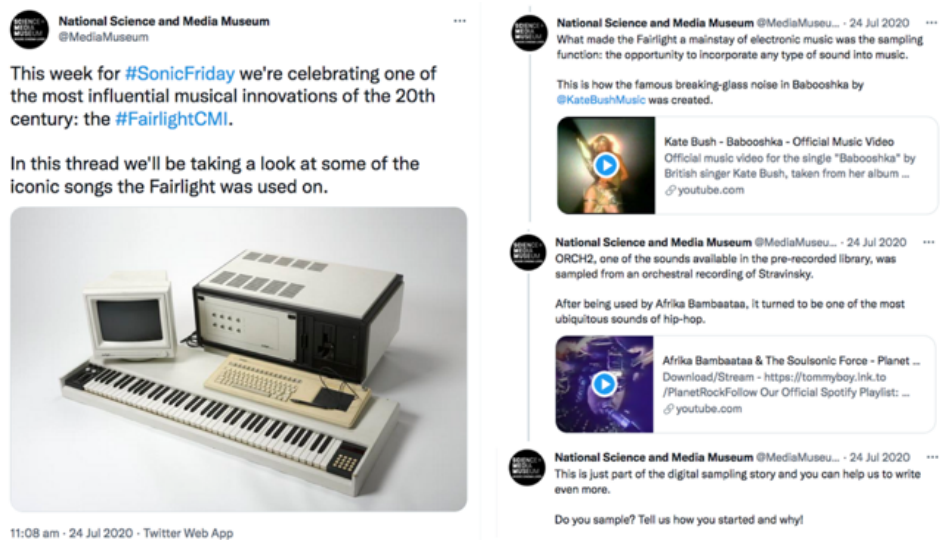 National Science and Media Museum
@MediaMuseum
This week for #SonicFriday we're celebrating one of
the most influential musical innovations of the 20th
century: the #FairlightCMI.
In this thread we'll be taking a look at some of the
iconic songs the Fairlight was used on.
11:08 am · 24 Jul 2020 · Twitter Web App
National Science and Media Museum @MediaMuseu... · 24 Jul 2020
What made the Fairlight a mainstay of electronic music was the sampling
function: the opportunity to incorporate any type of sound into music.
This is how the famous breaking-glass noise in Babooshka by
@KateBushMusic was created.
Kate Bush - Babooshka - Official Music Video
Official music video for the single "Babooshka" by
British singer Kate Bush, taken from her album ...
youtube.com
National Science and Media Museum @MediaMuseu... · 24 Jul 2020
ORCH2, one of the sounds available in the pre-recorded library, was
sampled from an orchestral recording of Stravinsky.
After being used by Afrika Bambaataa, it turned to be one of the most
ubiquitous sounds of hip-hop.
Afrika Bambaataa & The Soulsonic Force - Planet ...
Download/Stream - https://tommyboy.lnk.to
/PlanetRockFollow Our Official Spotify Playlist: ...
youtube.com
National Science and Media Museum @MediaMuseu... · 24 Jul 2020
This is just part of the digital sampling story and you can help us to write
even more.
Do you sample? Tell us how you started and why!